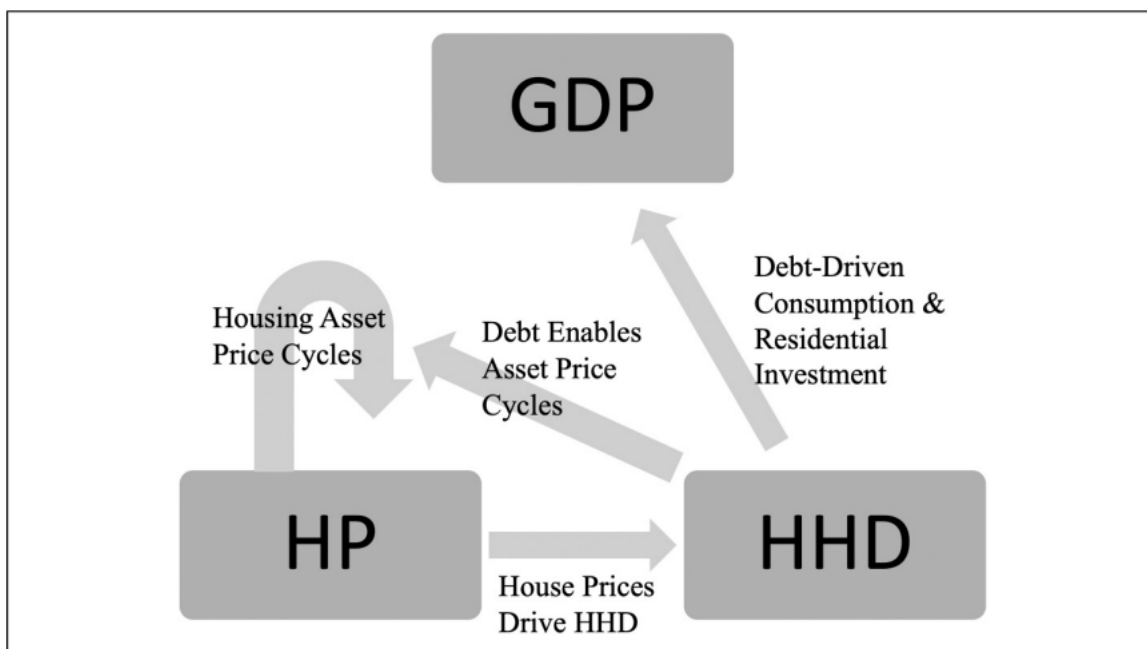 GDP
Debt-Driven
Consumption &
Residential
Investment
Housing Asset
Price Cycles
Debt Enables
Asset Price
Cycles
HP
HHD
House Prices
Drive HHD